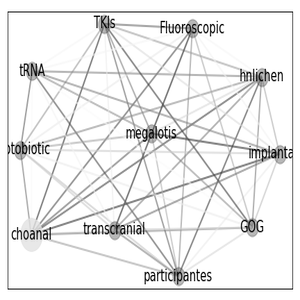 TKIs
Fluoroscopic
tRNA
hnlichen
megalotis
otobiotic
implanta
choanal
transcranial
GOG
participantes